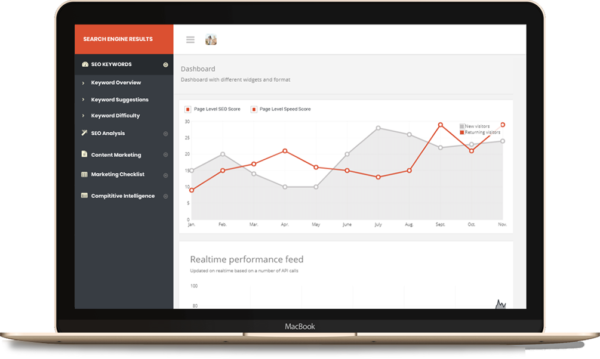 SEARCH ENGINE RESULTS
SEO KEYWORDS
Keyword Overview
Keyword Suggestions
Keyword Difficulty
SEO Analysis
Content Marketing
Marketing Checklist
Compititive Intelligence
Dashboard
Dashboard with different widgets and format
Page Level SEO Score Page Level Speed Score
New visitors
Returning visitors
30
25
20
15
10
5
0
Jan Feb. Mar. Apr. May June July Aug. Sept. Oct. Nov.
Realtime performance feed
Updated on realtime based on a number of API calls
100
80
MacBook